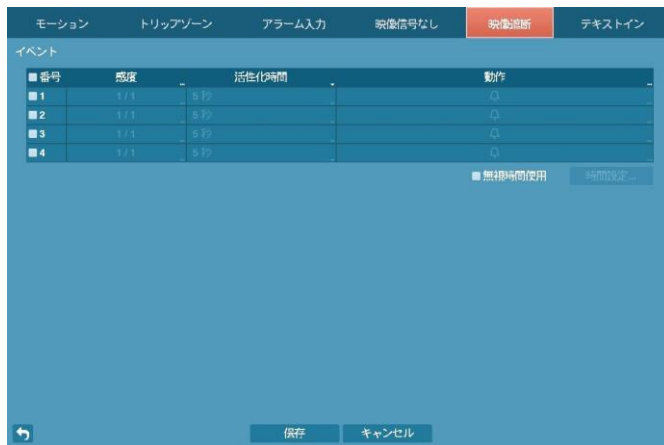 モーション トリップゾーン アラーム入力 映像信号なし 映像遮断 テキストイン
イベント
番号 感度 ... 活性化時間 動作 ...
1 1 / 1 5 秒
2 1 / 1 5 秒
3 1 / 1 5 秒
4 1 / 1 5 秒
無視時間使用 時間設定...
保存 キャンセル